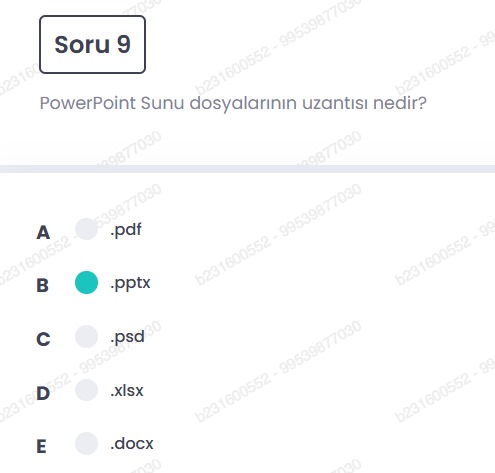 Soru 9
PowerPoint Sunu dosyalarının uzantısı nedir?
A .pdf
B .pptx
C .psd
D .xlsx
E .docx
b231600552 - 99539877030